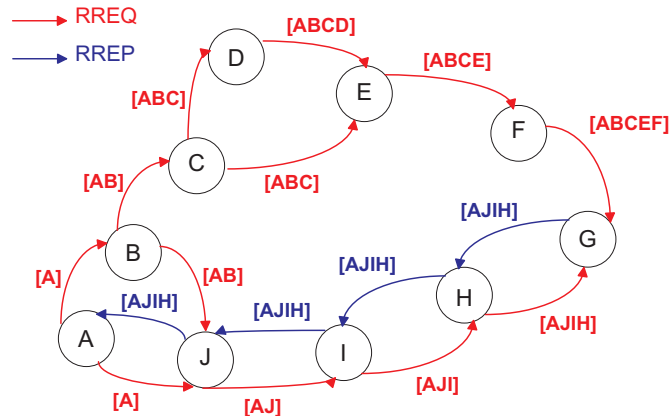 RREQ
RREP
[ABCD]
D
[ABCE]
E
[ABC]
F
[ABCEF]
C
[AB]
[ABC]
[AJIH]
G
B
[AJIH]
[A]
[AB]
H
[AJIH]
[AJIH]
[AJIH]
A
J
I
[A]
[AJ]
[AJI]